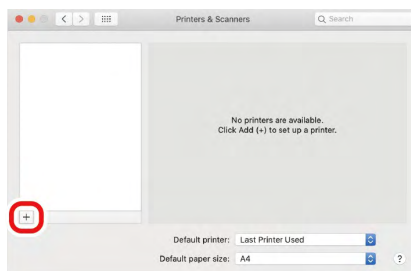 Printers & Scanners
Search
No printers are available.
Click Add (+) to set up a printer.
+
Default printer: Last Printer Used
Default paper size: A4
?